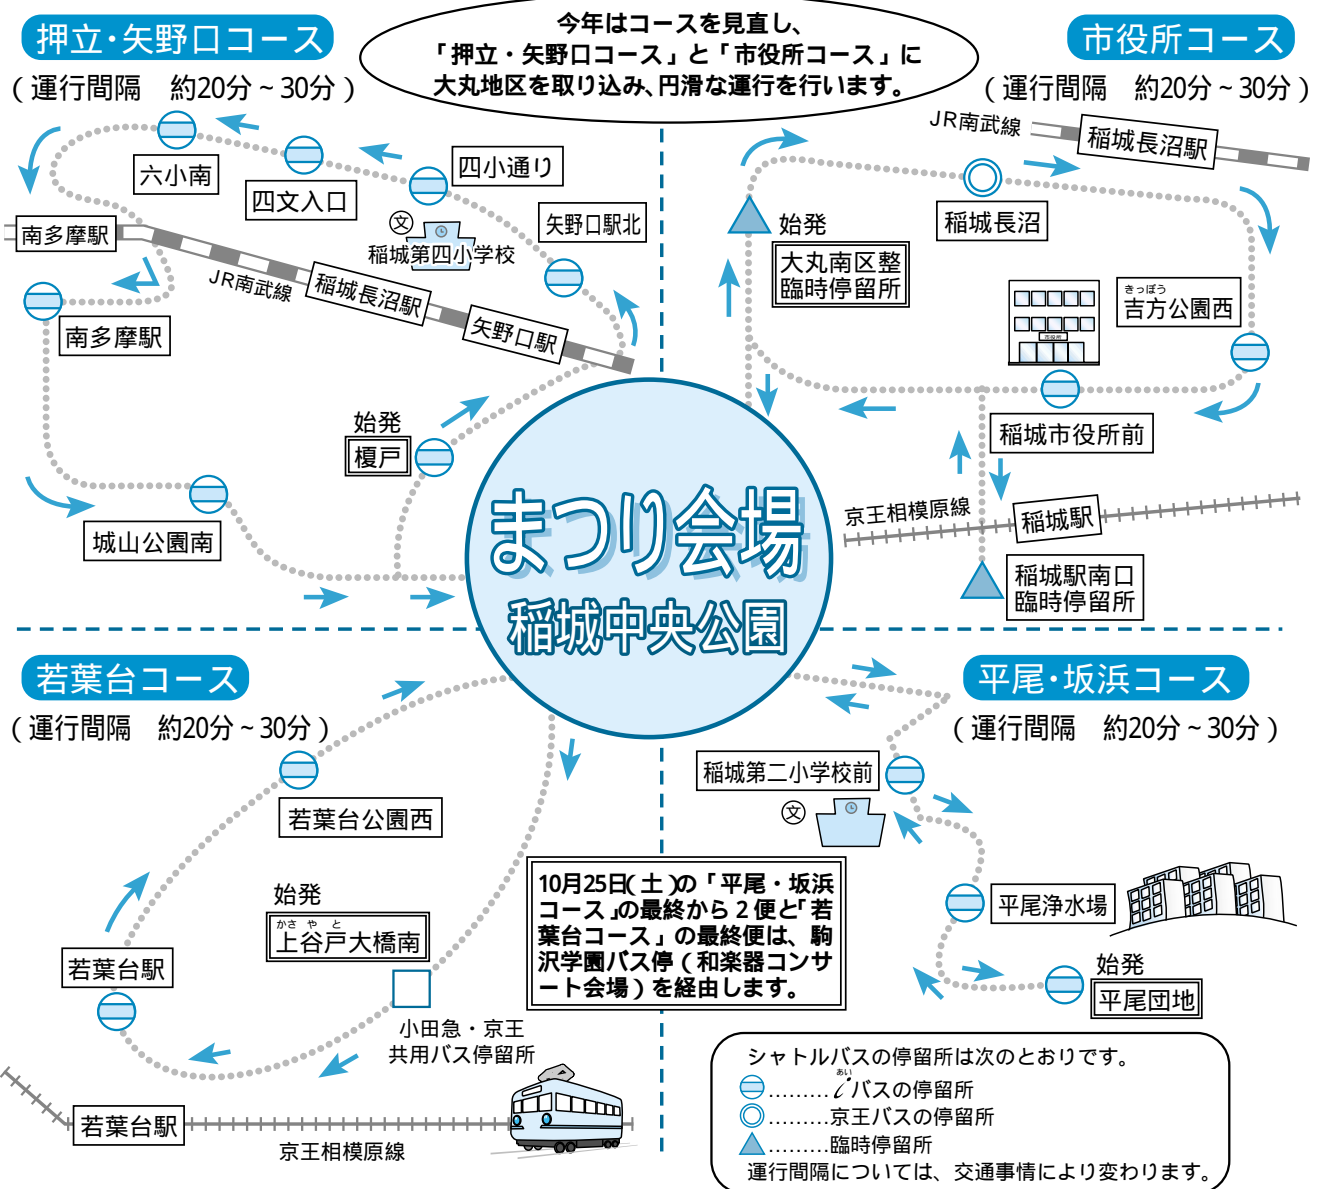 今年はコースを見直し、
「押立・矢野口コース」と「市役所コース」に
大丸地区を取り込み、円滑な運行を行います。
押立・矢野口コース
(運行間隔　約20分~30分)
六小南
四文入口
四小通り
矢野口駅北
文
稲城第四小学校
南多摩駅
JR南武線
稲城長沼駅
矢野口駅
南多摩駅
始発
榎戸
城山公園南
市役所コース
(運行間隔　約20分~30分)
JR南武線
稲城長沼駅
稲城長沼
始発
大丸南区整
臨時停留所
きっぽう
吉方公園西
市役所
稲城市役所前
京王相模原線
稲城駅
稲城駅南口
臨時停留所
まつり会場
稲城中央公園
若葉台コース
(運行間隔　約20分~30分)
若葉台公園西
始発
かさ や と
上谷戸大橋南
若葉台駅
小田急・京王
共用バス停留所
若葉台駅
京王相模原線
平尾・坂浜コース
(運行間隔　約20分~30分)
稲城第二小学校前
文
平尾浄水場
始発
平尾団地
10月25日(土)の「平尾・坂浜
コース」の最終から2便と「若
葉台コース」の最終便は、駒
沢学園バス停(和楽器コンサ
ート会場)を経由します。
シャトルバスの停留所は次のとおりです。
あい
………iバスの停留所
………京王バスの停留所
………臨時停留所
運行間隔については、交通事情により変わります。